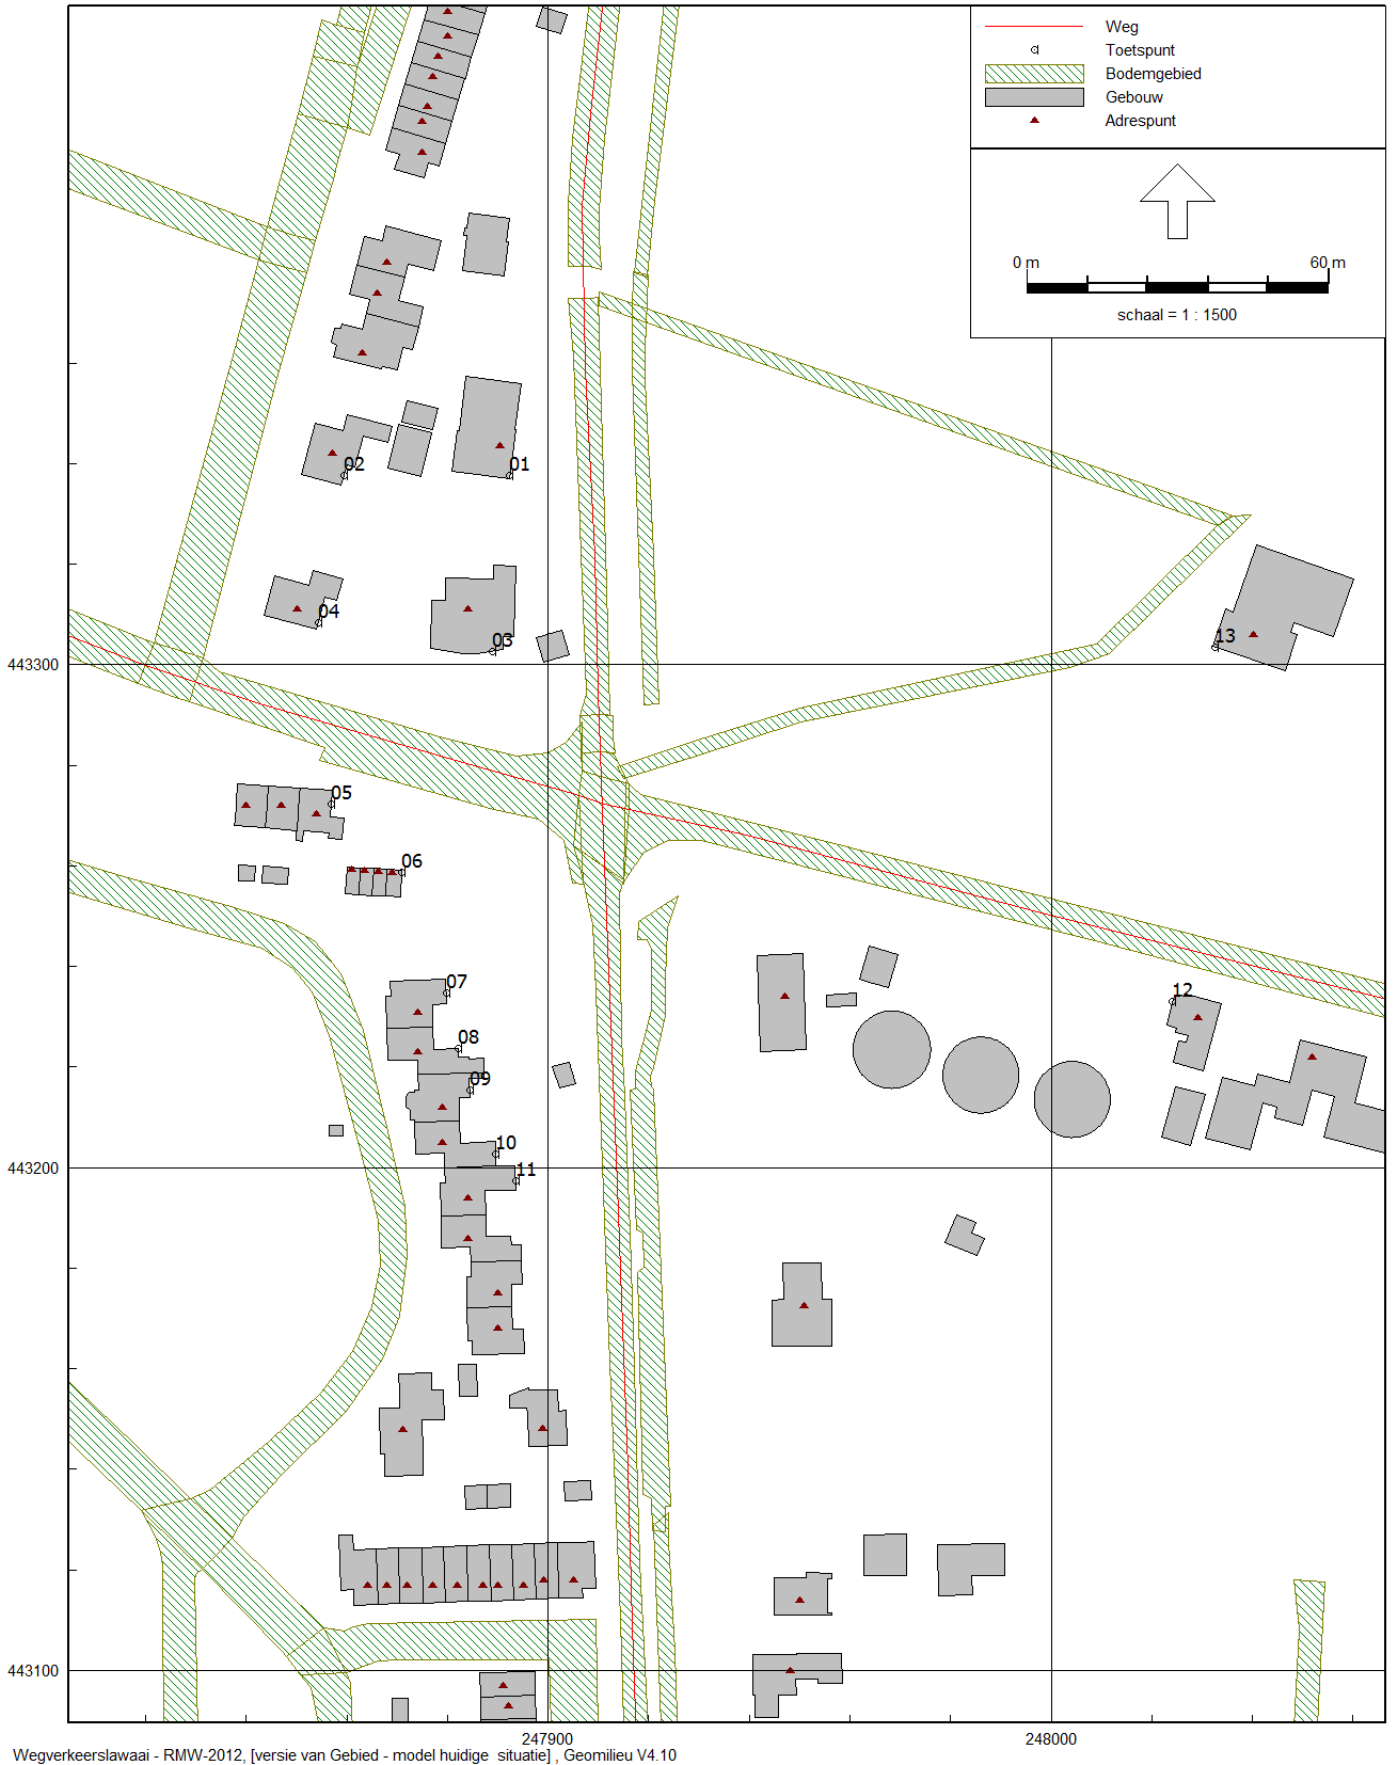 Weg
Toetspunt
Bodemgebied
Gebouw
Adrespunt
0 m 60 m
schaal = 1 : 1500
02
01
04
03
13
443300
05
06
07
12
08
09
10
11
443200
443100
247900 248000
Wegverkeerslawaai - RMW-2012, [versie van Gebied - model huidige situatie] , Geomilieu V4.10